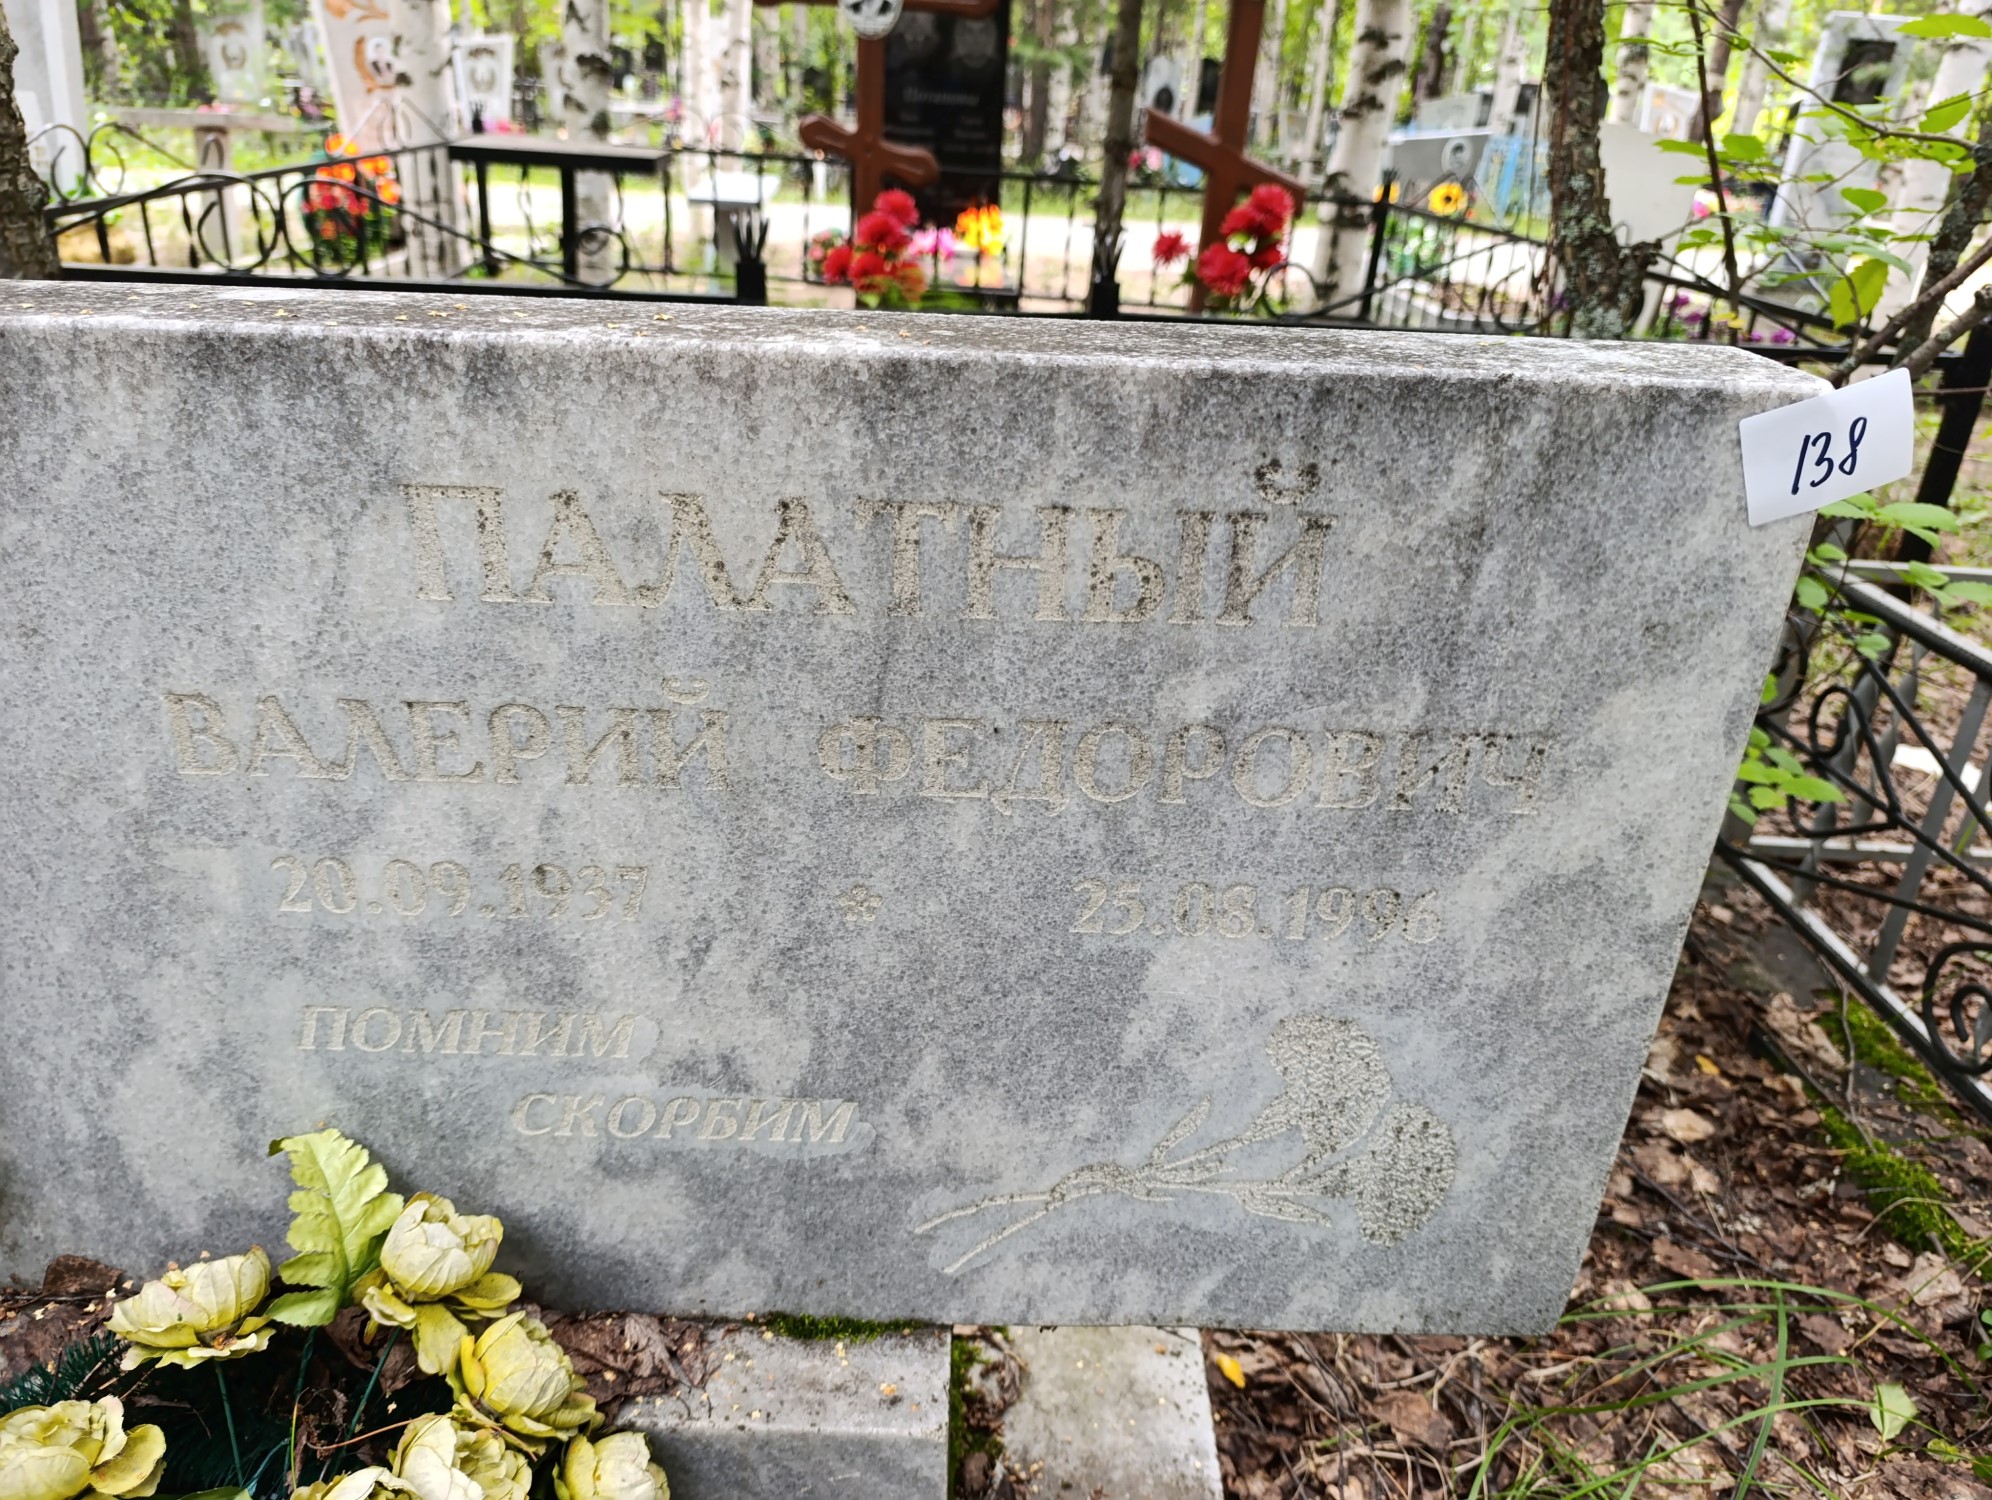 138
ПАЛАТНЫЙ
ВАЛЕРИЙ ФЕДОРОВИЧ
20.09.1937 * 25.08.1996
ПОМНИМ
СКОРБИМ